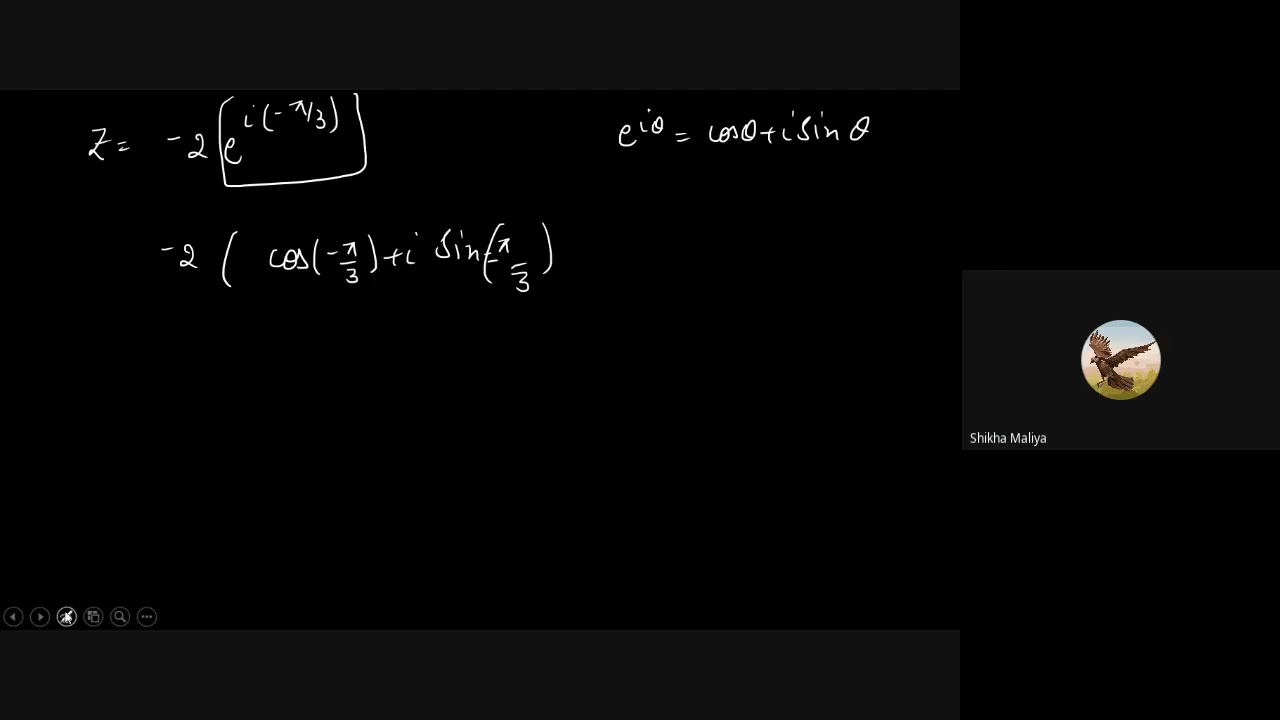 Z = -2 e^{i(-π/3)}
e^{iθ} = cosθ + i sin θ
-2 ( cos(-π/3) + i sin(-π/3)
Shikha Maliya